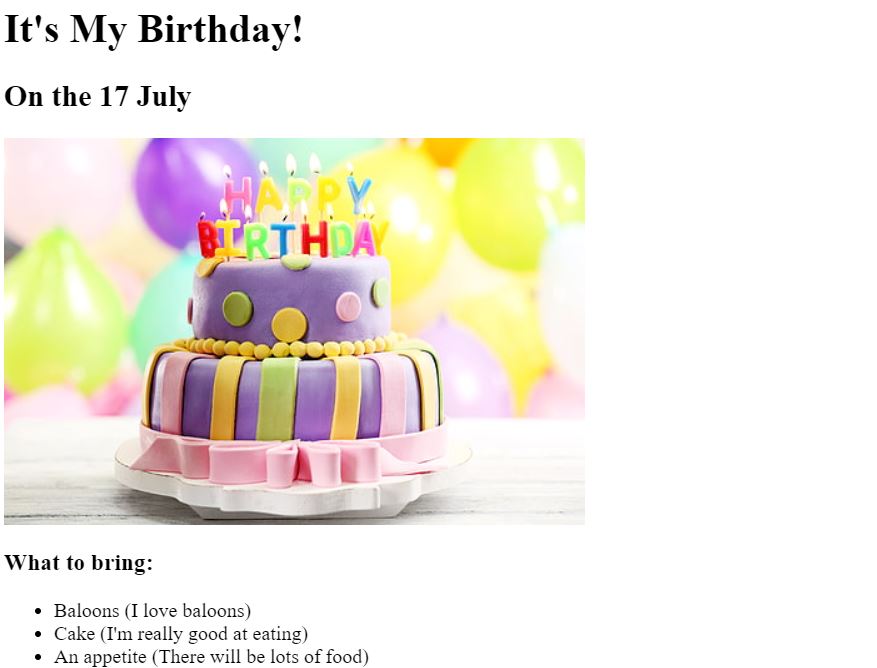 It's My Birthday!
On the 17 July
HAPPY
BIRTHDAY
What to bring:
Baloons (I love baloons)
Cake (I'm really good at eating)
An appetite (There will be lots of food)